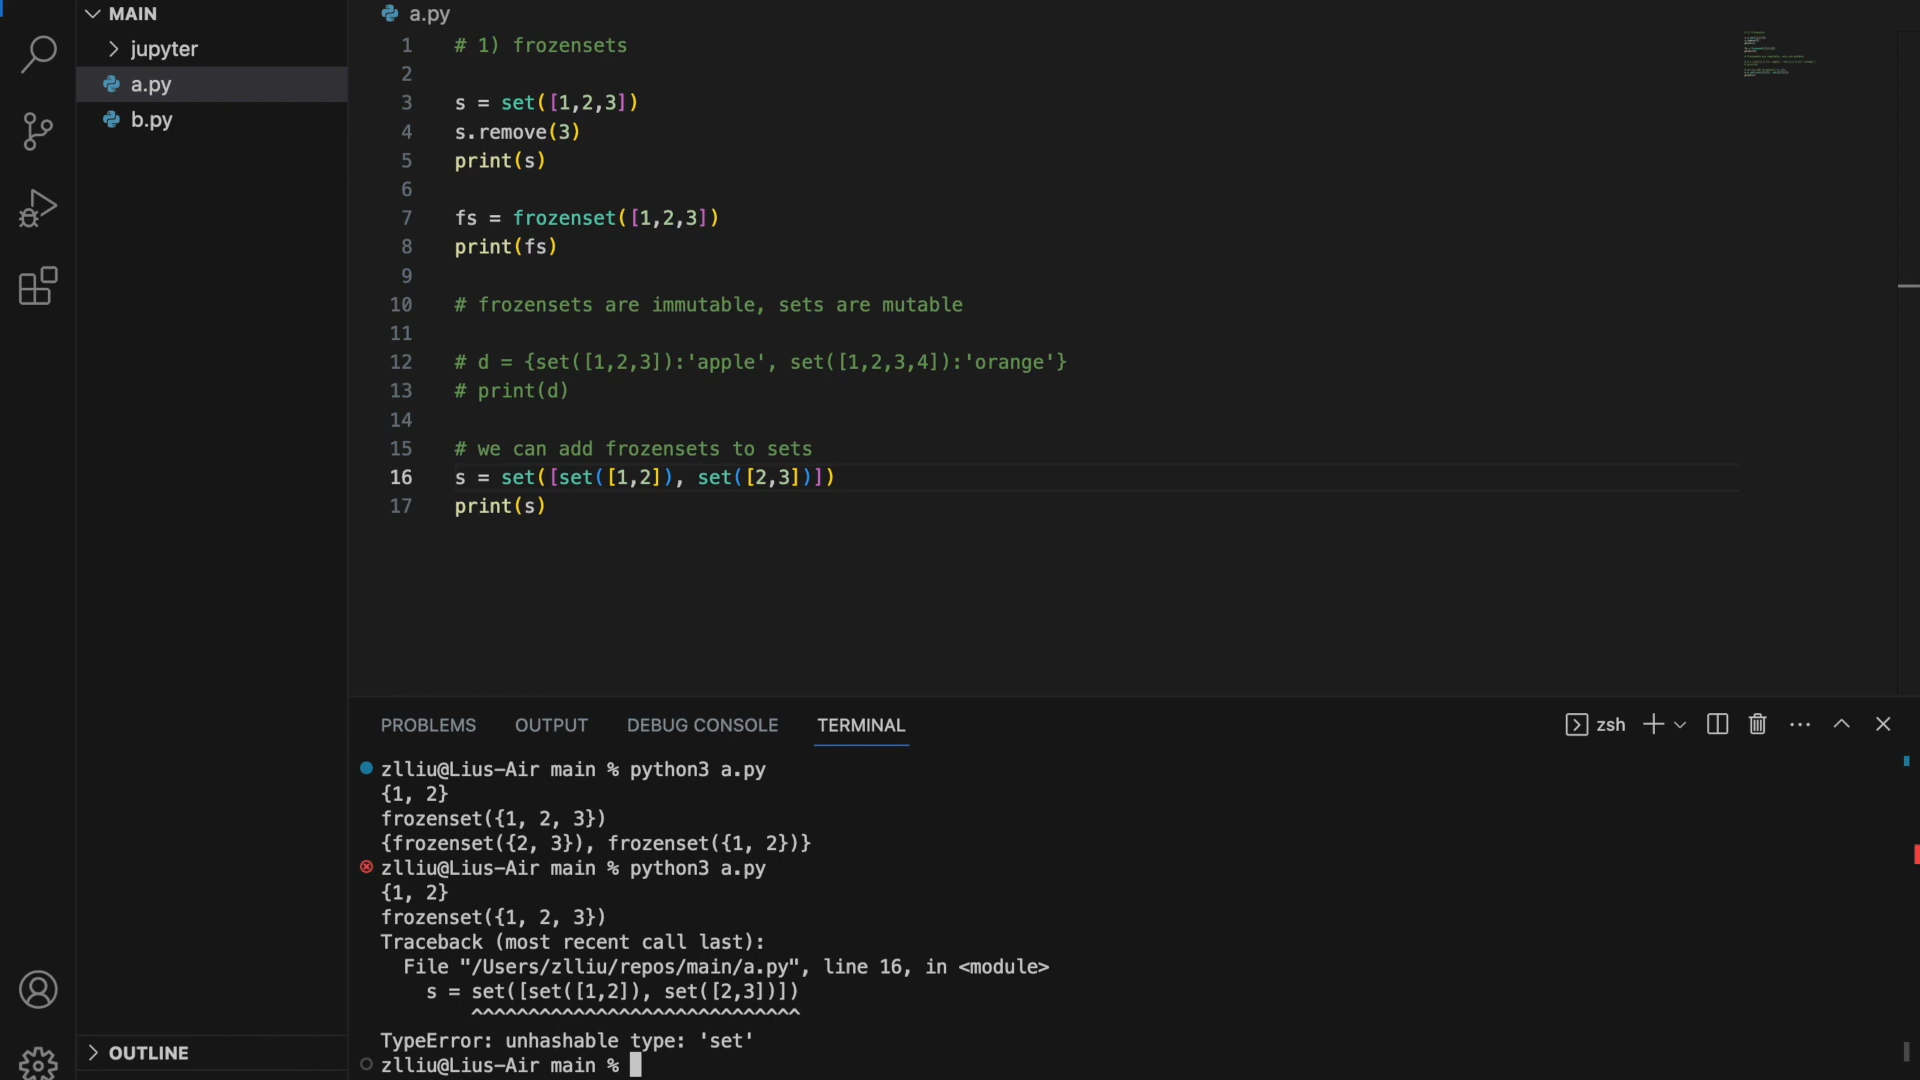 MAIN
jupyter
a.py
b.py
OUTLINE
a.py
1 # 1) frozensets
2
3 s = set([1,2,3])
4 s.remove(3)
5 print(s)
6
7 fs = frozenset([1,2,3])
8 print(fs)
9
10 # frozensets are immutable, sets are mutable
11
12 # d = {set([1,2,3]):'apple', set([1,2,3,4]):'orange'}
13 # print(d)
14
15 # we can add frozensets to sets
16 s = set([set([1,2]), set([2,3])])
17 print(s)
PROBLEMS OUTPUT DEBUG CONSOLE TERMINAL zsh
zlliu@Lius-Air main % python3 a.py
{1, 2}
frozenset({1, 2, 3})
{frozenset({2, 3}), frozenset({1, 2})}
zlliu@Lius-Air main % python3 a.py
{1, 2}
frozenset({1, 2, 3})
Traceback (most recent call last):
  File "/Users/zlliu/repos/main/a.py", line 16, in <module>
    s = set([set([1,2]), set([2,3])])
        ^^^^^^^^^^^^^^^^^^^^^^^^^^^^^
TypeError: unhashable type: 'set'
zlliu@Lius-Air main %